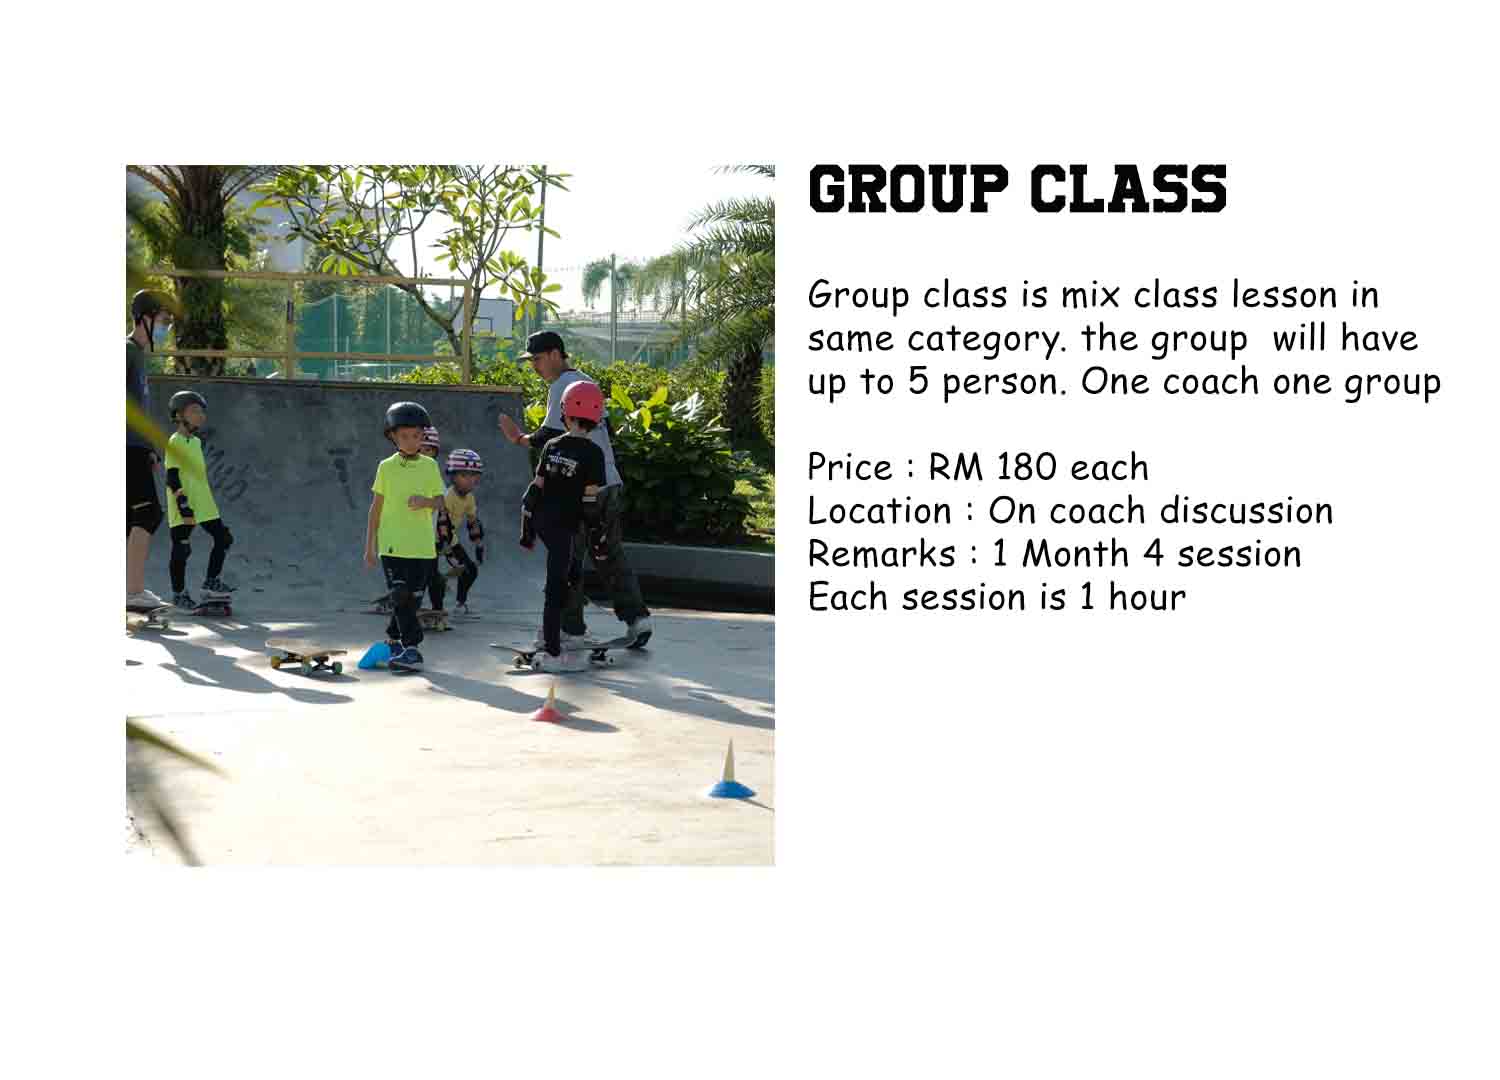 GROUP CLASS
Group class is mix class lesson in
same category. the group  will have
up to 5 person. One coach one group
Price : RM 180 each
Location : On coach discussion
Remarks : 1 Month 4 session
Each session is 1 hour